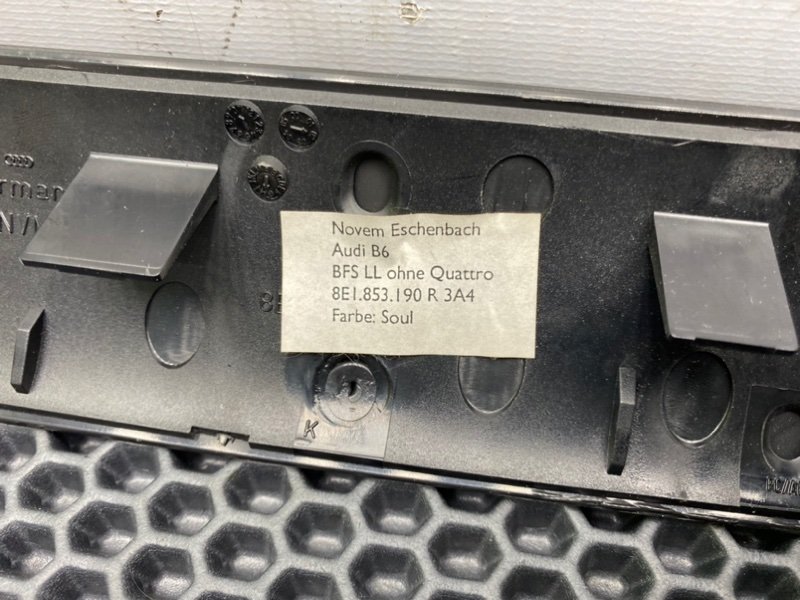 Novem Eschenbach
Audi B6
BFS LL ohne Quattro
8E1.853.190 R 3A4
Farbe: Soul
K